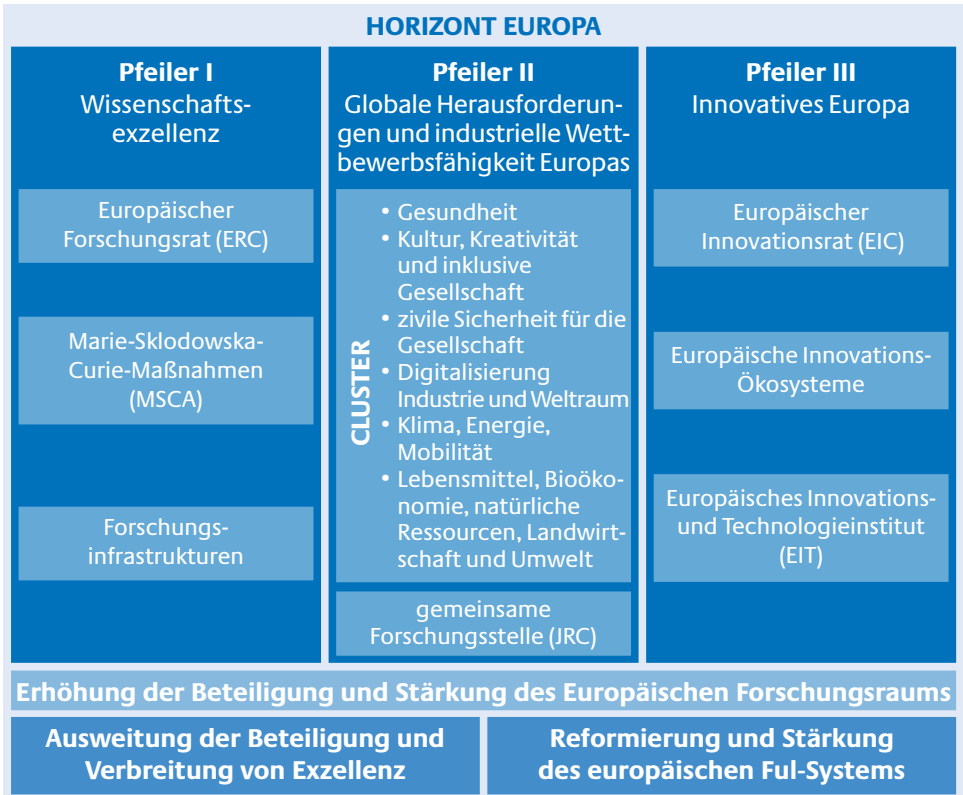 HORIZONT EUROPA
Pfeiler I
Wissenschafts-
exzellenz
Europäischer
Forschungsrat (ERC)
Marie-Sklodowska-
Curie-Maßnahmen
(MSCA)
Forschungs-
infrastrukturen
Pfeiler II
Globale Herausforderun-
gen und industrielle Wett-
bewerbsfähigkeit Europas
CLUSTER
• Gesundheit
• Kultur, Kreativität
und inklusive
Gesellschaft
• zivile Sicherheit für die
Gesellschaft
• Digitalisierung
Industrie und Weltraum
• Klima, Energie,
Mobilität
• Lebensmittel, Bioöko-
nomie, natürliche
Ressourcen, Landwirt-
schaft und Umwelt
gemeinsame
Forschungsstelle (JRC)
Pfeiler III
Innovatives Europa
Europäischer
Innovationsrat (EIC)
Europäische Innovations-
Ökosysteme
Europäisches Innovations-
und Technologieinstitut
(EIT)
Erhöhung der Beteiligung und Stärkung des Europäischen Forschungsraums
Ausweitung der Beteiligung und
Verbreitung von Exzellenz
Reformierung und Stärkung
des europäischen Ful-Systems